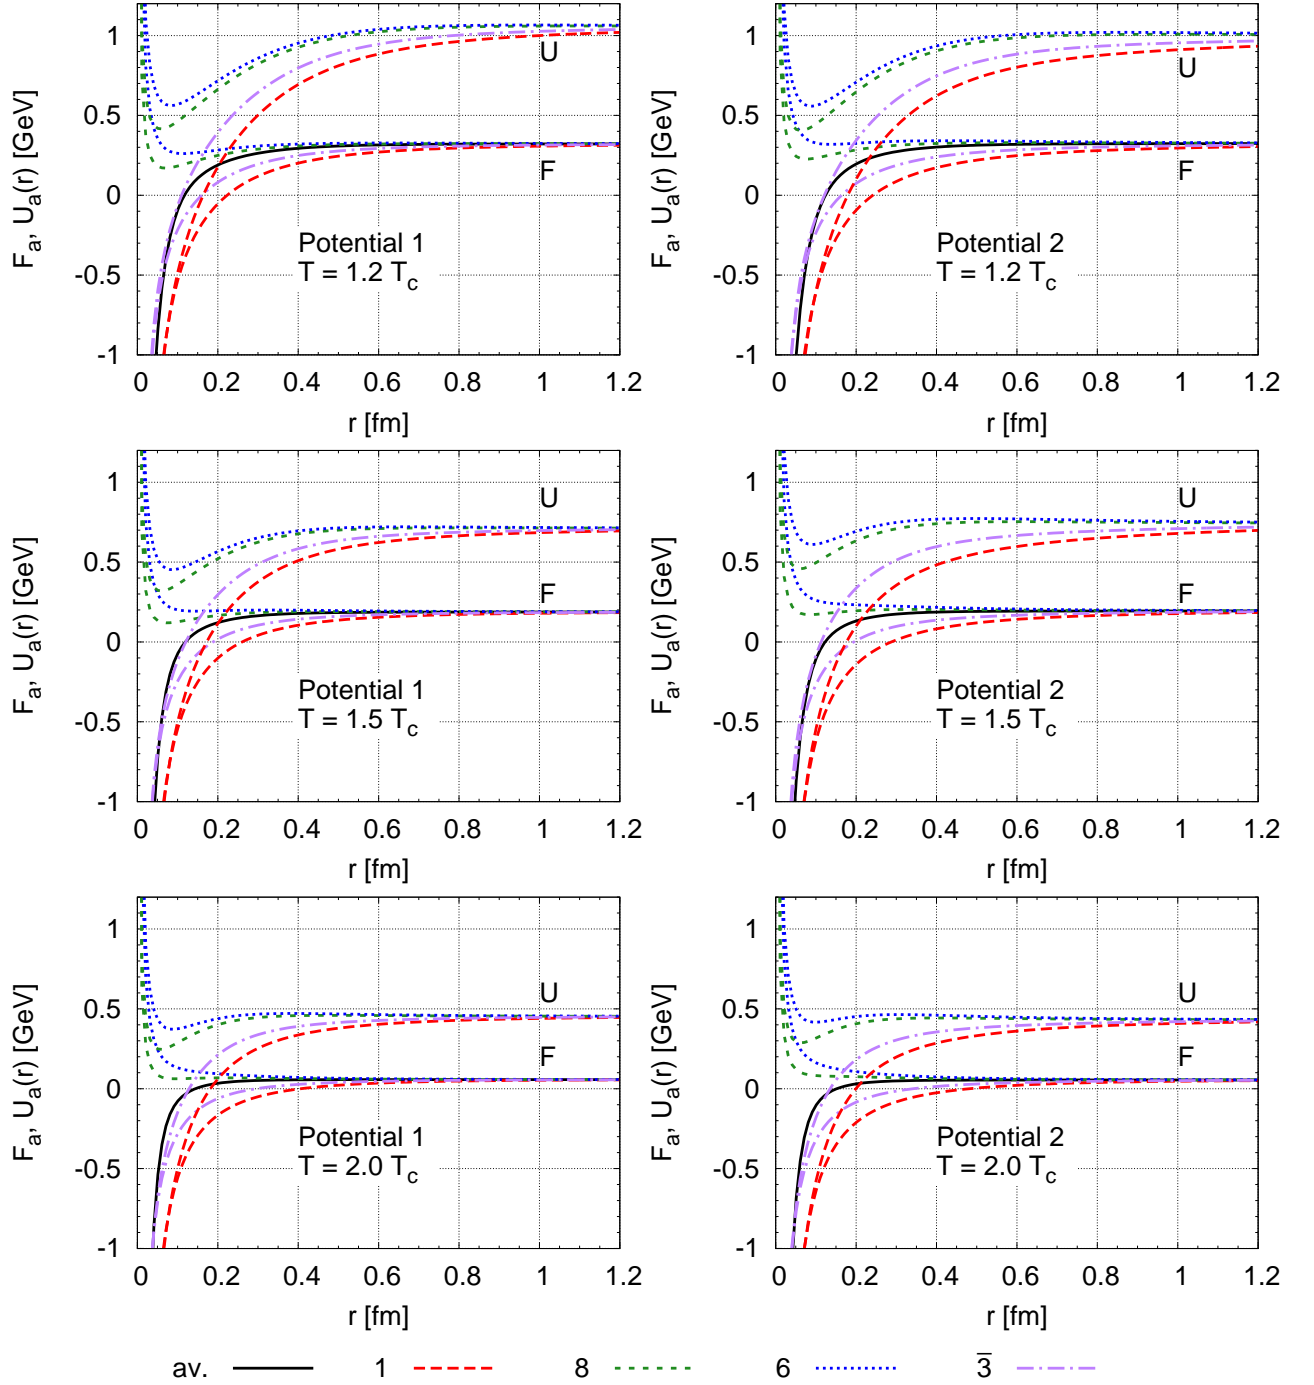 1
0.5
0
-0.5
-1
F_a, U_a(r) [GeV]
U
F
Potential 1
T = 1.2 T_c
0 0.2 0.4 0.6 0.8 1 1.2
r [fm]
1
0.5
0
-0.5
-1
F_a, U_a(r) [GeV]
U
F
Potential 2
T = 1.2 T_c
0 0.2 0.4 0.6 0.8 1 1.2
r [fm]
1
0.5
0
-0.5
-1
F_a, U_a(r) [GeV]
U
F
Potential 1
T = 1.5 T_c
0 0.2 0.4 0.6 0.8 1 1.2
r [fm]
1
0.5
0
-0.5
-1
F_a, U_a(r) [GeV]
U
F
Potential 2
T = 1.5 T_c
0 0.2 0.4 0.6 0.8 1 1.2
r [fm]
1
0.5
0
-0.5
-1
F_a, U_a(r) [GeV]
U
F
Potential 1
T = 2.0 T_c
0 0.2 0.4 0.6 0.8 1 1.2
r [fm]
1
0.5
0
-0.5
-1
F_a, U_a(r) [GeV]
U
F
Potential 2
T = 2.0 T_c
0 0.2 0.4 0.6 0.8 1 1.2
r [fm]
av. 1 8 6 3̅